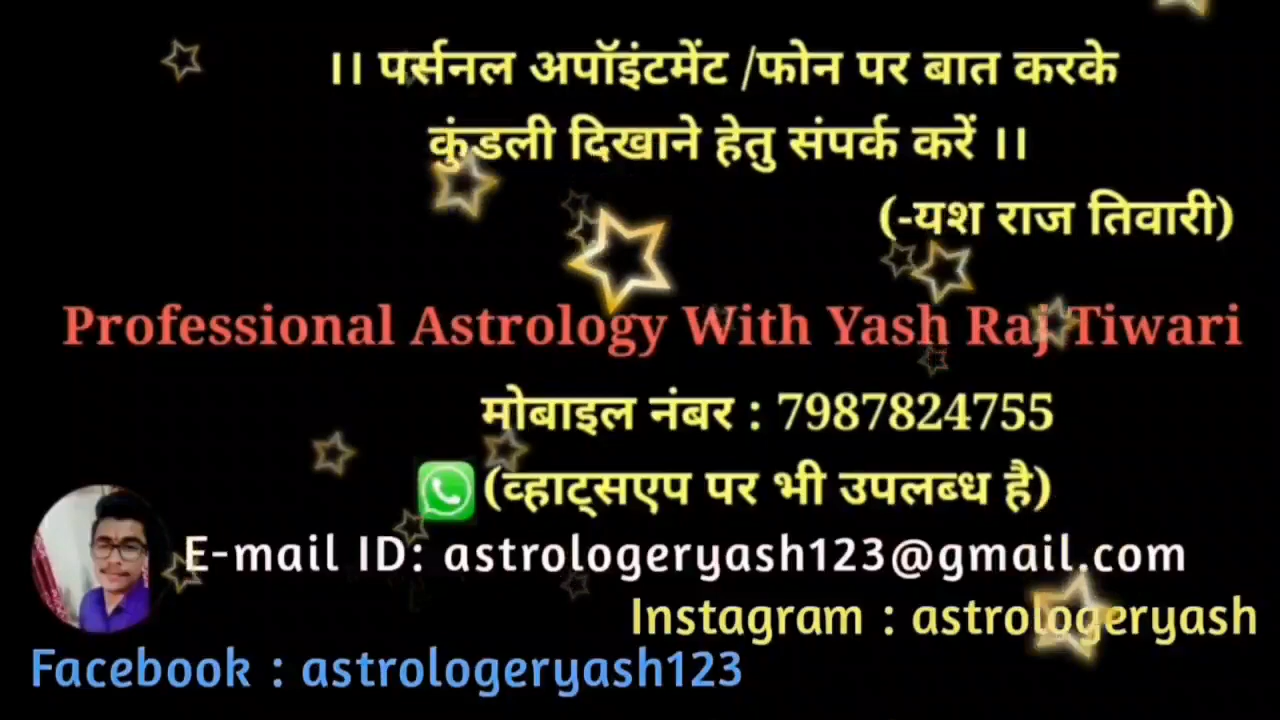 ।। पर्सनल अपॉइंटमेंट /फोन पर बात करके
कुंडली दिखाने हेतु संपर्क करें ।।
(-यश राज तिवारी)
Professional Astrology With Yash Raj Tiwari
मोबाइल नंबर : 7987824755
(व्हाट्सएप पर भी उपलब्ध है)
E-mail ID: astrologeryash123@gmail.com
Instagram : astrologeryash
Facebook : astrologeryash123